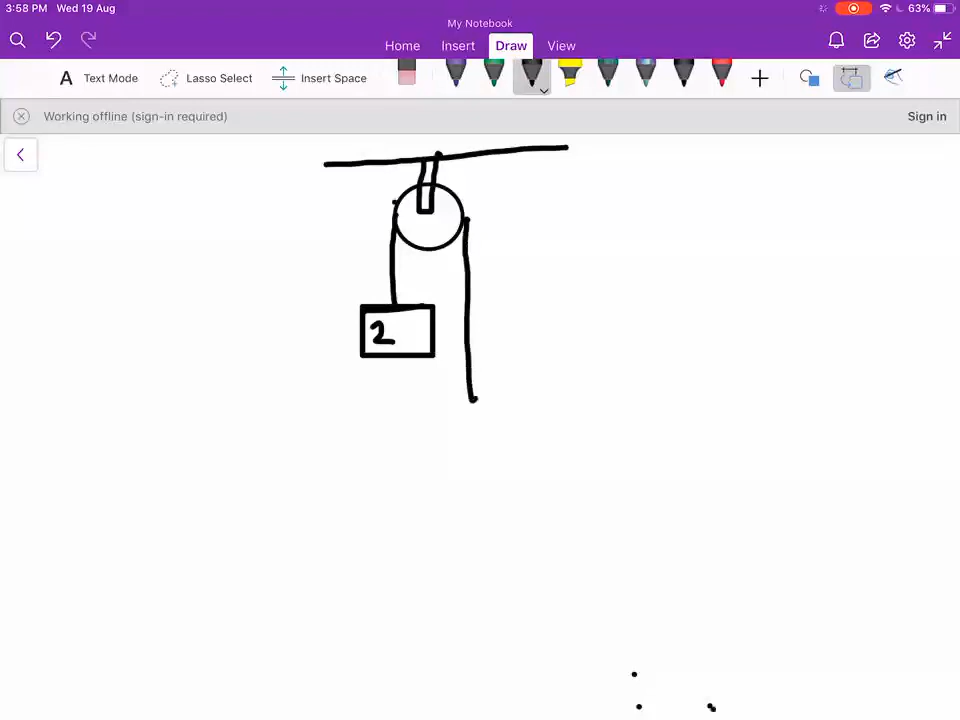 3:58 PM Wed 19 Aug
63%
My Notebook
Home Insert Draw View
A Text Mode Lasso Select Insert Space
Working offline (sign-in required) Sign in
2